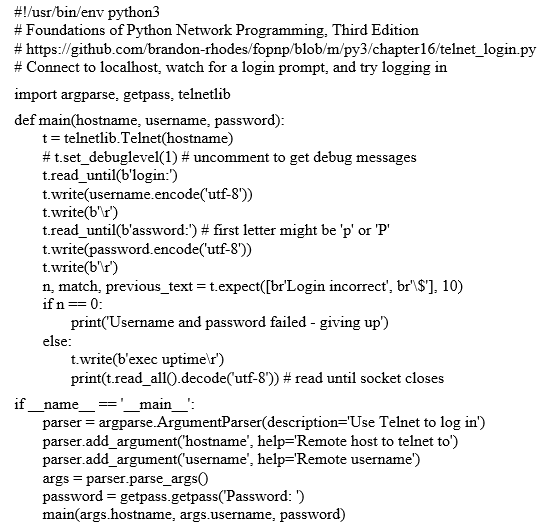 #!/usr/bin/env python3
# Foundations of Python Network Programming, Third Edition
# https://github.com/brandon-rhodes/fopnp/blob/m/py3/chapter16/telnet_login.py
# Connect to localhost, watch for a login prompt, and try logging in
import argparse, getpass, telnetlib
def main(hostname, username, password):
    t = telnetlib.Telnet(hostname)
    # t.set_debuglevel(1) # uncomment to get debug messages
    t.read_until(b'login:')
    t.write(username.encode('utf-8'))
    t.write(b'\r')
    t.read_until(b'assword:') # first letter might be 'p' or 'P'
    t.write(password.encode('utf-8'))
    t.write(b'\r')
    n, match, previous_text = t.expect([br'Login incorrect', br'\$'], 10)
    if n == 0:
        print('Username and password failed - giving up')
    else:
        t.write(b'exec uptime\r')
        print(t.read_all().decode('utf-8')) # read until socket closes
if __name__ == '__main__':
    parser = argparse.ArgumentParser(description='Use Telnet to log in')
    parser.add_argument('hostname', help='Remote host to telnet to')
    parser.add_argument('username', help='Remote username')
    args = parser.parse_args()
    password = getpass.getpass('Password: ')
    main(args.hostname, args.username, password)